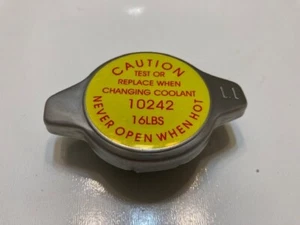 CAUTION
TEST OR
REPLACE WHEN
CHANGING COOLANT
10242
16LBS
NEVER OPEN WHEN HOT